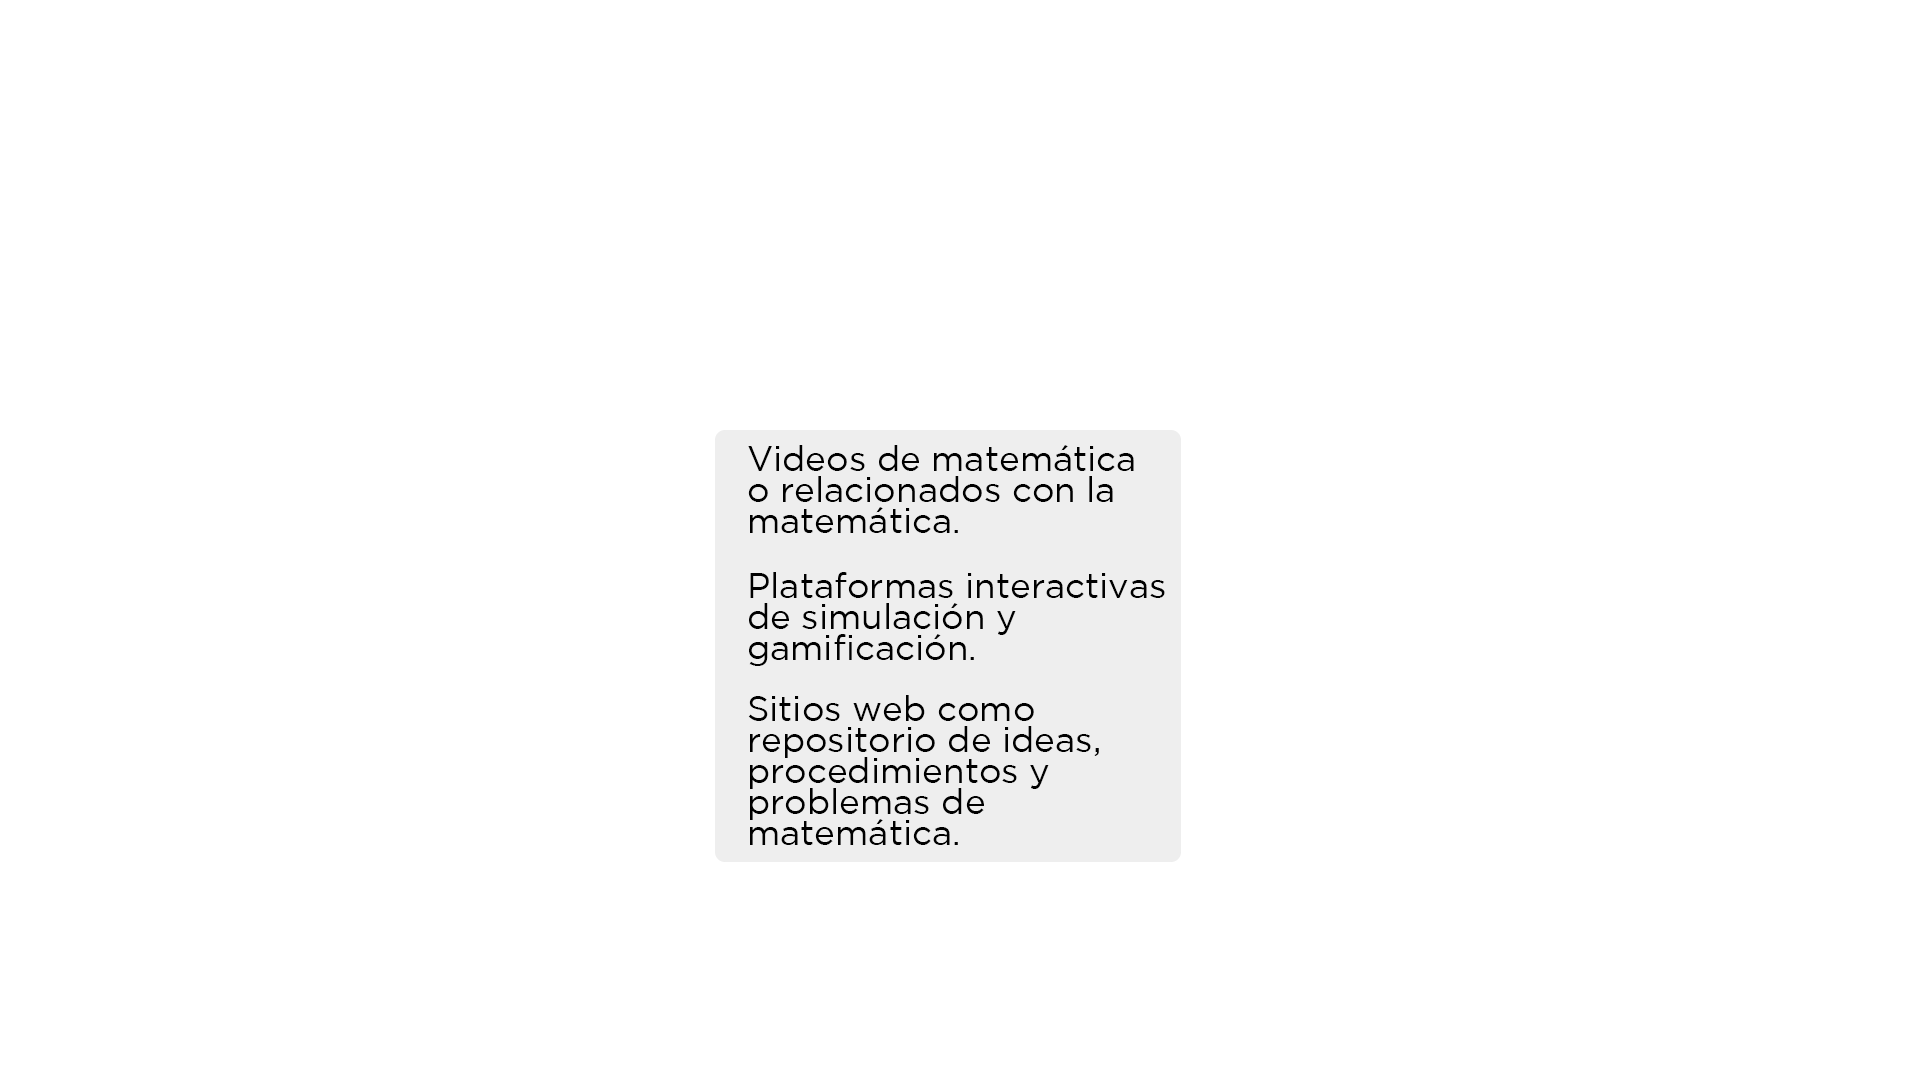 Videos de matemática
o relacionados con la
matemática.
Plataformas interactivas
de simulación y
gamificación.
Sitios web como
repositorio de ideas,
procedimientos y
problemas de
matemática.